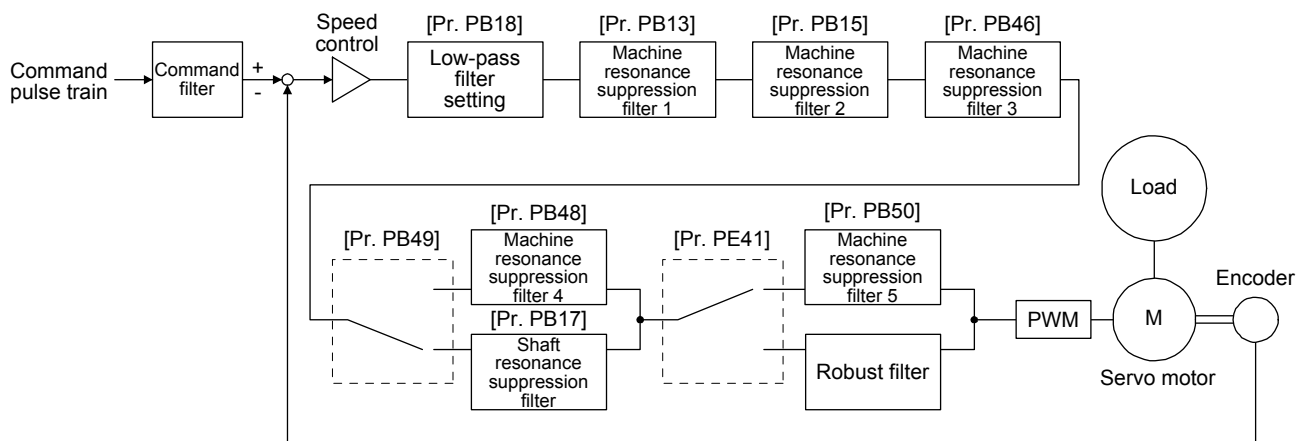 [Pr. PB18]
[Pr. PB13]
[Pr. PB15]
[Pr. PB46]
Speed
control
Command
pulse train
Command
filter
+
-
Low-pass
filter
setting
Machine
resonance
suppression
filter 1
Machine
resonance
suppression
filter 2
Machine
resonance
suppression
filter 3
Load
[Pr. PB49]
[Pr. PB48]
Machine
resonance
suppression
filter 4
[Pr. PB17]
Shaft
resonance
suppression
filter
[Pr. PE41]
[Pr. PB50]
Machine
resonance
suppression
filter 5
Robust filter
PWM
M
Servo motor
Encoder